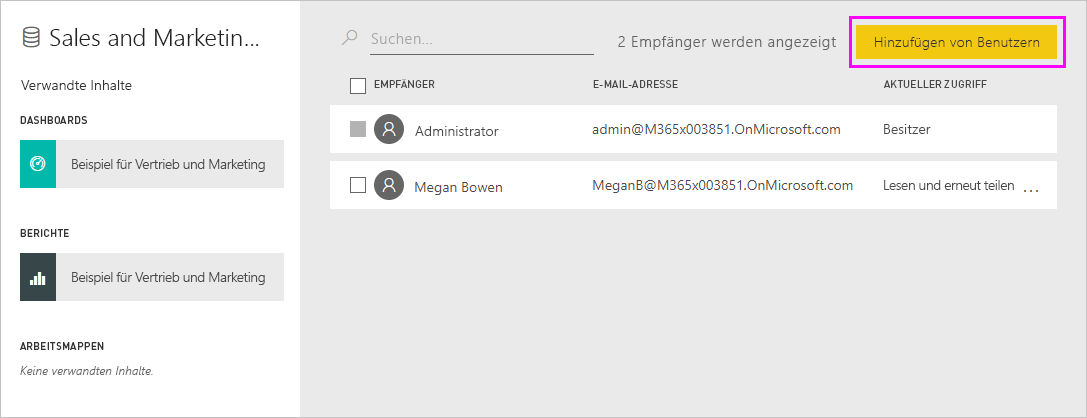 Sales and Marketin...
Verwandte Inhalte
DASHBOARDS
Beispiel für Vertrieb und Marketing
BERICHTE
Beispiel für Vertrieb und Marketing
ARBEITSMAPPEN
Keine verwandten Inhalte.
Suchen...
2 Empfänger werden angezeigt
Hinzufügen von Benutzern
EMPFÄNGER E-MAIL-ADRESSE AKTUELLER ZUGRIFF
Administrator admin@M365x003851.OnMicrosoft.com Besitzer
Megan Bowen MeganB@M365x003851.OnMicrosoft.com Lesen und erneut teilen ...